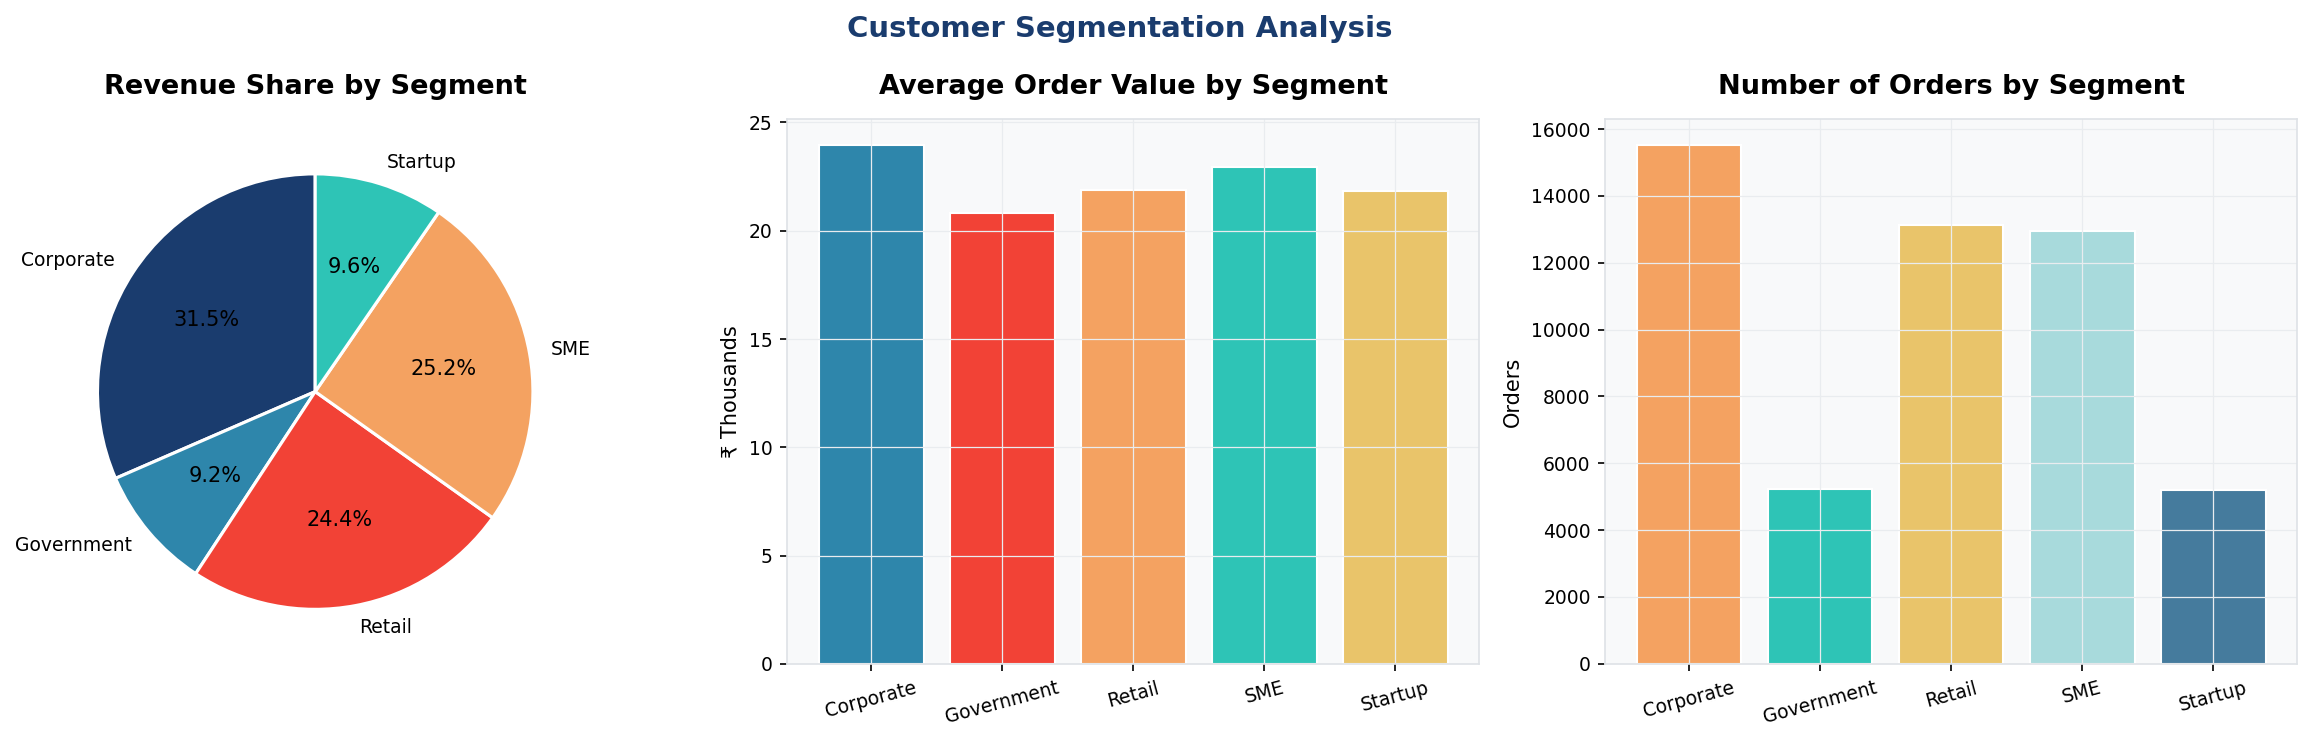 Customer Segmentation Analysis
Revenue Share by Segment
Startup
Corporate
9.6%
31.5%
SME
25.2%
9.2%
24.4%
Government
Retail
Average Order Value by Segment
25
20
15
10
5
0
₹ Thousands
Corporate
Government
Retail
SME
Startup
Number of Orders by Segment
16000
14000
12000
10000
8000
6000
4000
2000
0
Orders
Corporate
Government
Retail
SME
Startup